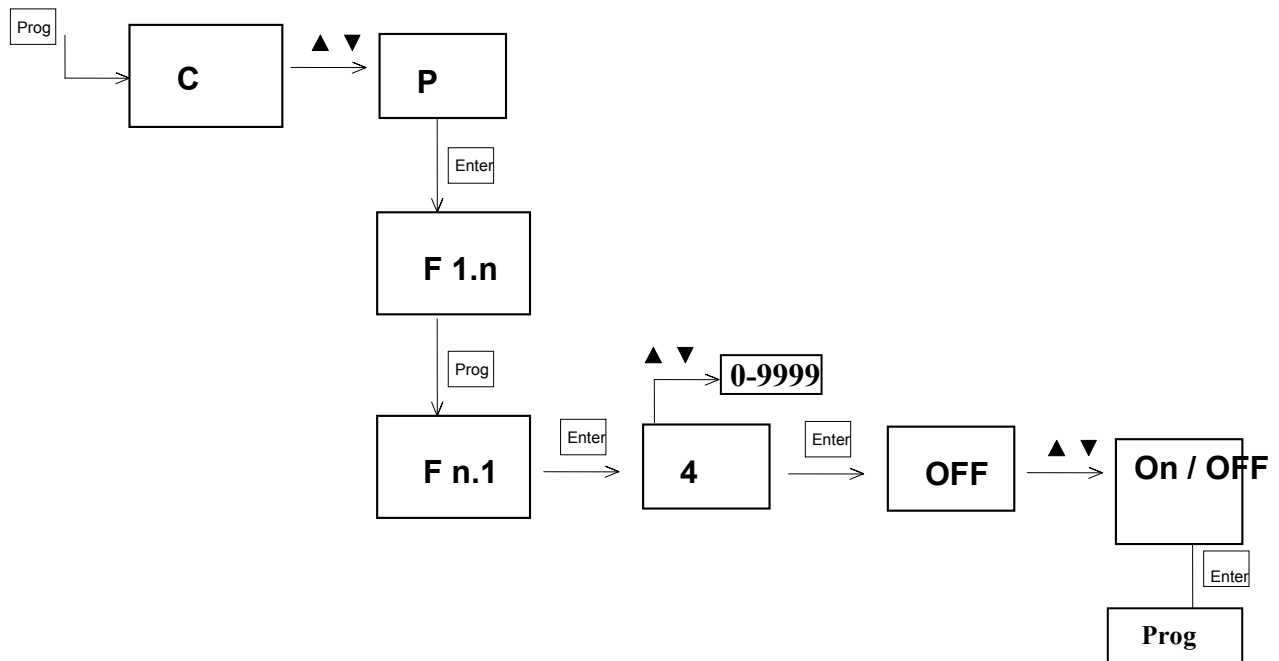 Prog
C
▲ ▼
P
Enter
F 1.n
Prog
▲ ▼
0-9999
F n.1
Enter
4
Enter
OFF
▲ ▼
On / OFF
Enter
Prog